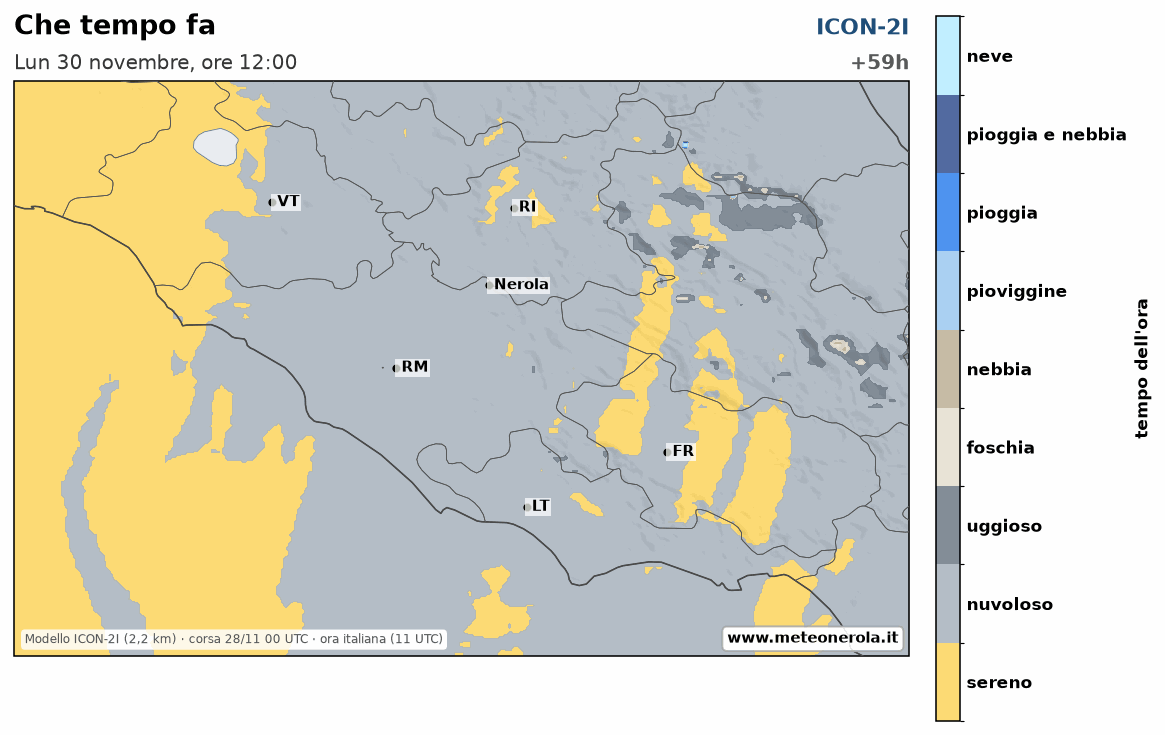 Che tempo fa
ICON-2I
Lun 30 novembre, ore 12:00
+59h
VT
RI
Nerola
RM
FR
LT
Modello ICON-2I (2,2 km) · corsa 28/11 00 UTC · ora italiana (11 UTC)
www.meteonerola.it
neve
pioggia e nebbia
pioggia
pioviggine
nebbia
foschia
uggioso
nuvoloso
sereno
tempo dell'ora